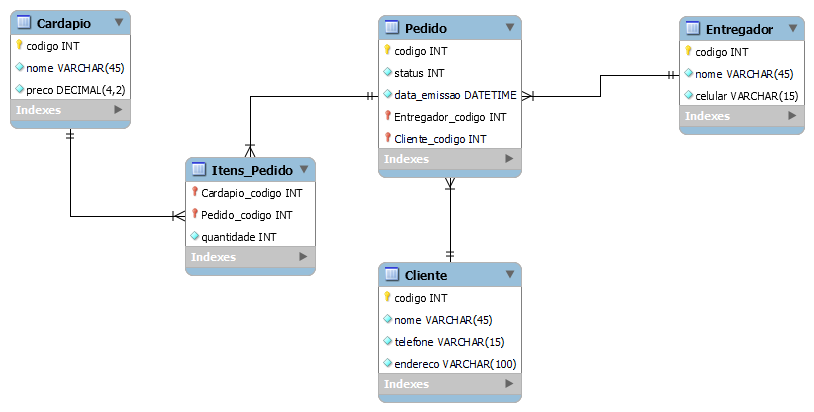 Cardapio
codigo INT
nome VARCHAR(45)
preco DECIMAL(4,2)
Indexes
Pedido
codigo INT
status INT
data_emissao DATETIME
Entregador_codigo INT
Cliente_codigo INT
Indexes
Entregador
codigo INT
nome VARCHAR(45)
celular VARCHAR(15)
Indexes
Itens_Pedido
Cardapio_codigo INT
Pedido_codigo INT
quantidade INT
Indexes
Cliente
codigo INT
nome VARCHAR(45)
telefone VARCHAR(15)
endereco VARCHAR(100)
Indexes